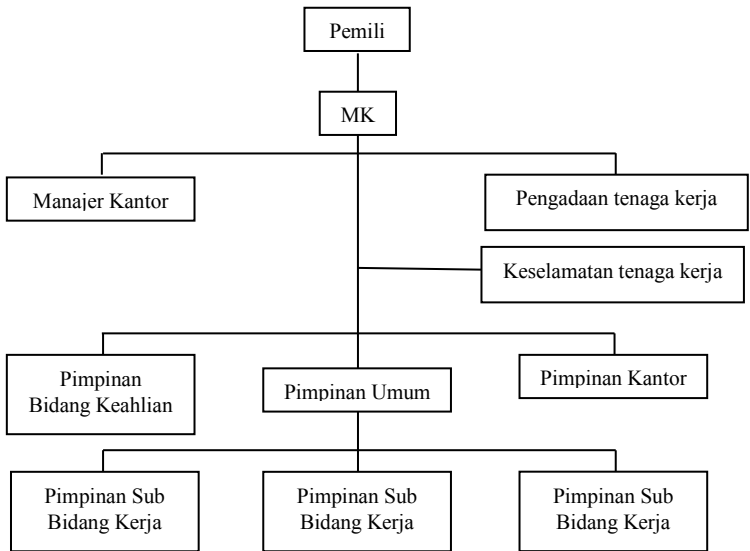 Pemili
MK
Manajer Kantor
Pengadaan tenaga kerja
Keselamatan tenaga kerja
Pimpinan
Bidang Keahlian
Pimpinan Umum
Pimpinan Kantor
Pimpinan Sub
Bidang Kerja
Pimpinan Sub
Bidang Kerja
Pimpinan Sub
Bidang Kerja